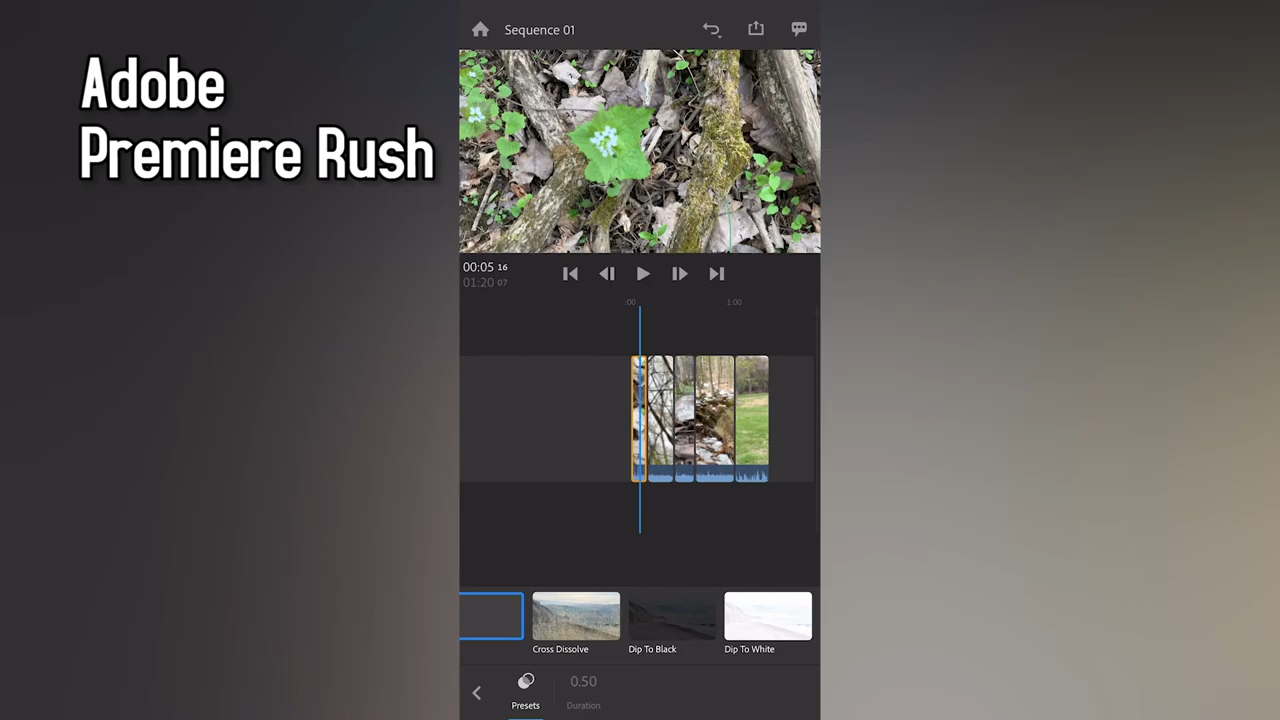 Adobe
Premiere Rush
Sequence 01
00:05 16
01:20 07
:00
1:00
Cross Dissolve
Dip To Black
Dip To White
0.50
Presets
Duration